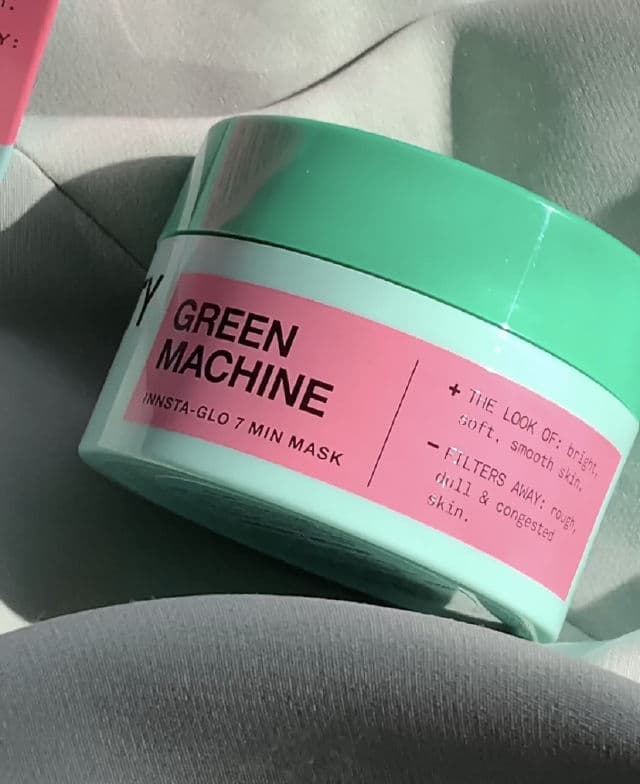 Y:
TY
GREEN
MACHINE
INNSTA-GLO 7 MIN MASK
+ THE LOOK OF: bright,
soft, smooth skin.
- FILTERS AWAY: rough,
dull & congested
skin.